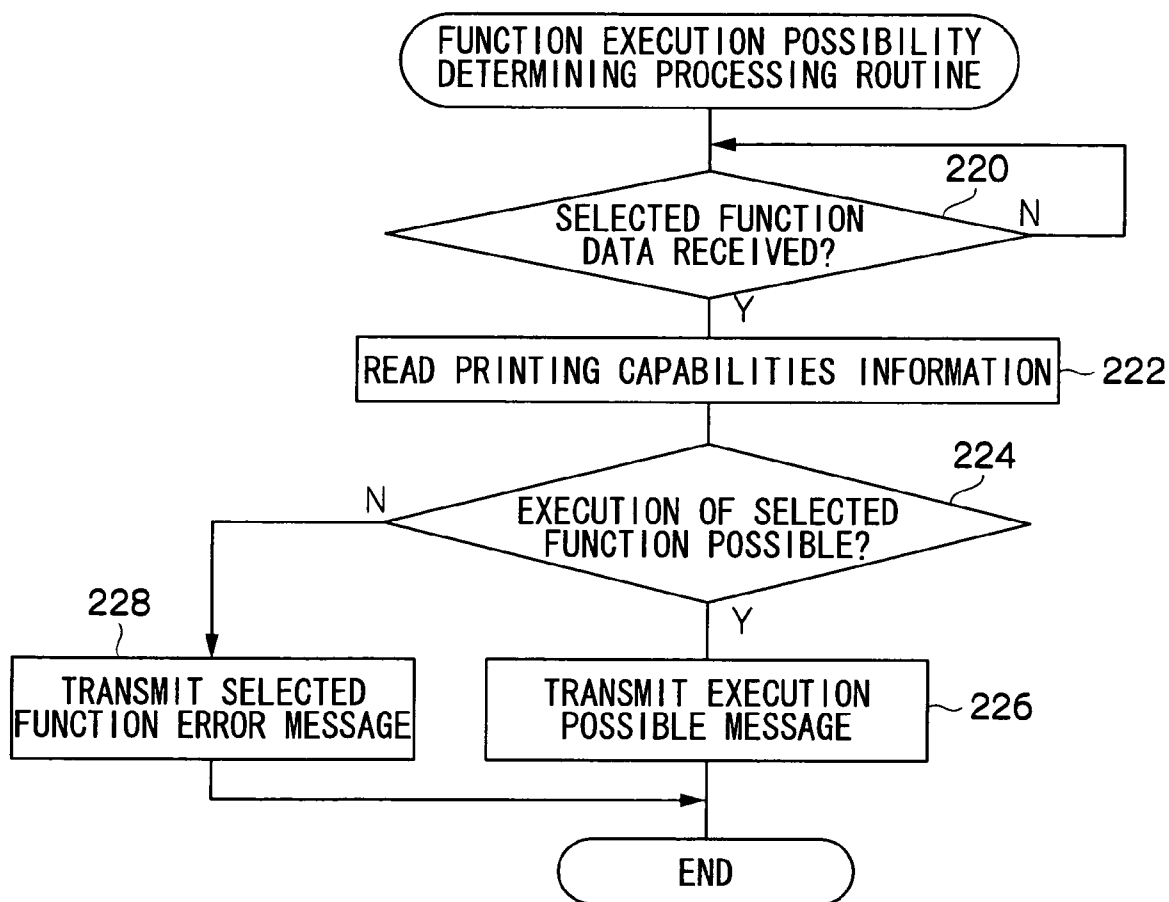 FUNCTION EXECUTION POSSIBILITY
DETERMINING PROCESSING ROUTINE
220
SELECTED FUNCTION
DATA RECEIVED?
N
Y
READ PRINTING CAPABILITIES INFORMATION
222
224
N
EXECUTION OF SELECTED
FUNCTION POSSIBLE?
Y
228
TRANSMIT SELECTED
FUNCTION ERROR MESSAGE
TRANSMIT EXECUTION
POSSIBLE MESSAGE
226
END